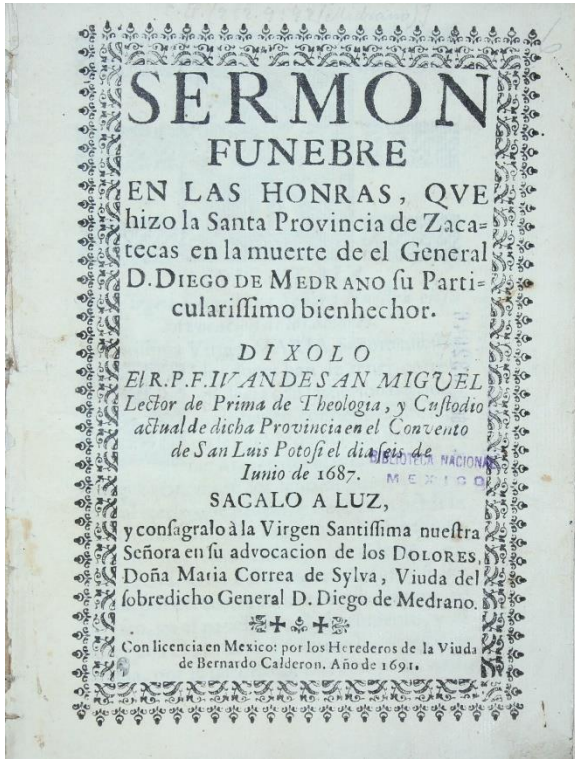 SERMON
FUNEBRE
EN LAS HONRAS, QVE
hizo la Santa Provincia de Zaca=
tecas en la muerte de el General
D. DIEGO DE MEDRANO ſu Parti=
culariſſimo bienhechor.
DIXOLO
El R. P. F. IVAN DE SAN MIGVEL
Lector de Prima de Theologia, y Cuſtodio
actual de dicha Provincia en el Convento
de San Luis Potoſi el dia ſeis de
Iunio de 1687.
BIBLIOTECA NACIONAL
MEXICO
SACALO A LUZ,
y conſagralo à la Virgen Santiſſima nueſtra
Señora en ſu advocacion de los DOLORES,
Doña Maria Correa de Sylva, Viuda del
ſobredicho General D. Diego de Medrano.
Con licencia en Mexico: por los Herederos de la Viuda
de Bernardo Calderon. Año de 1691.